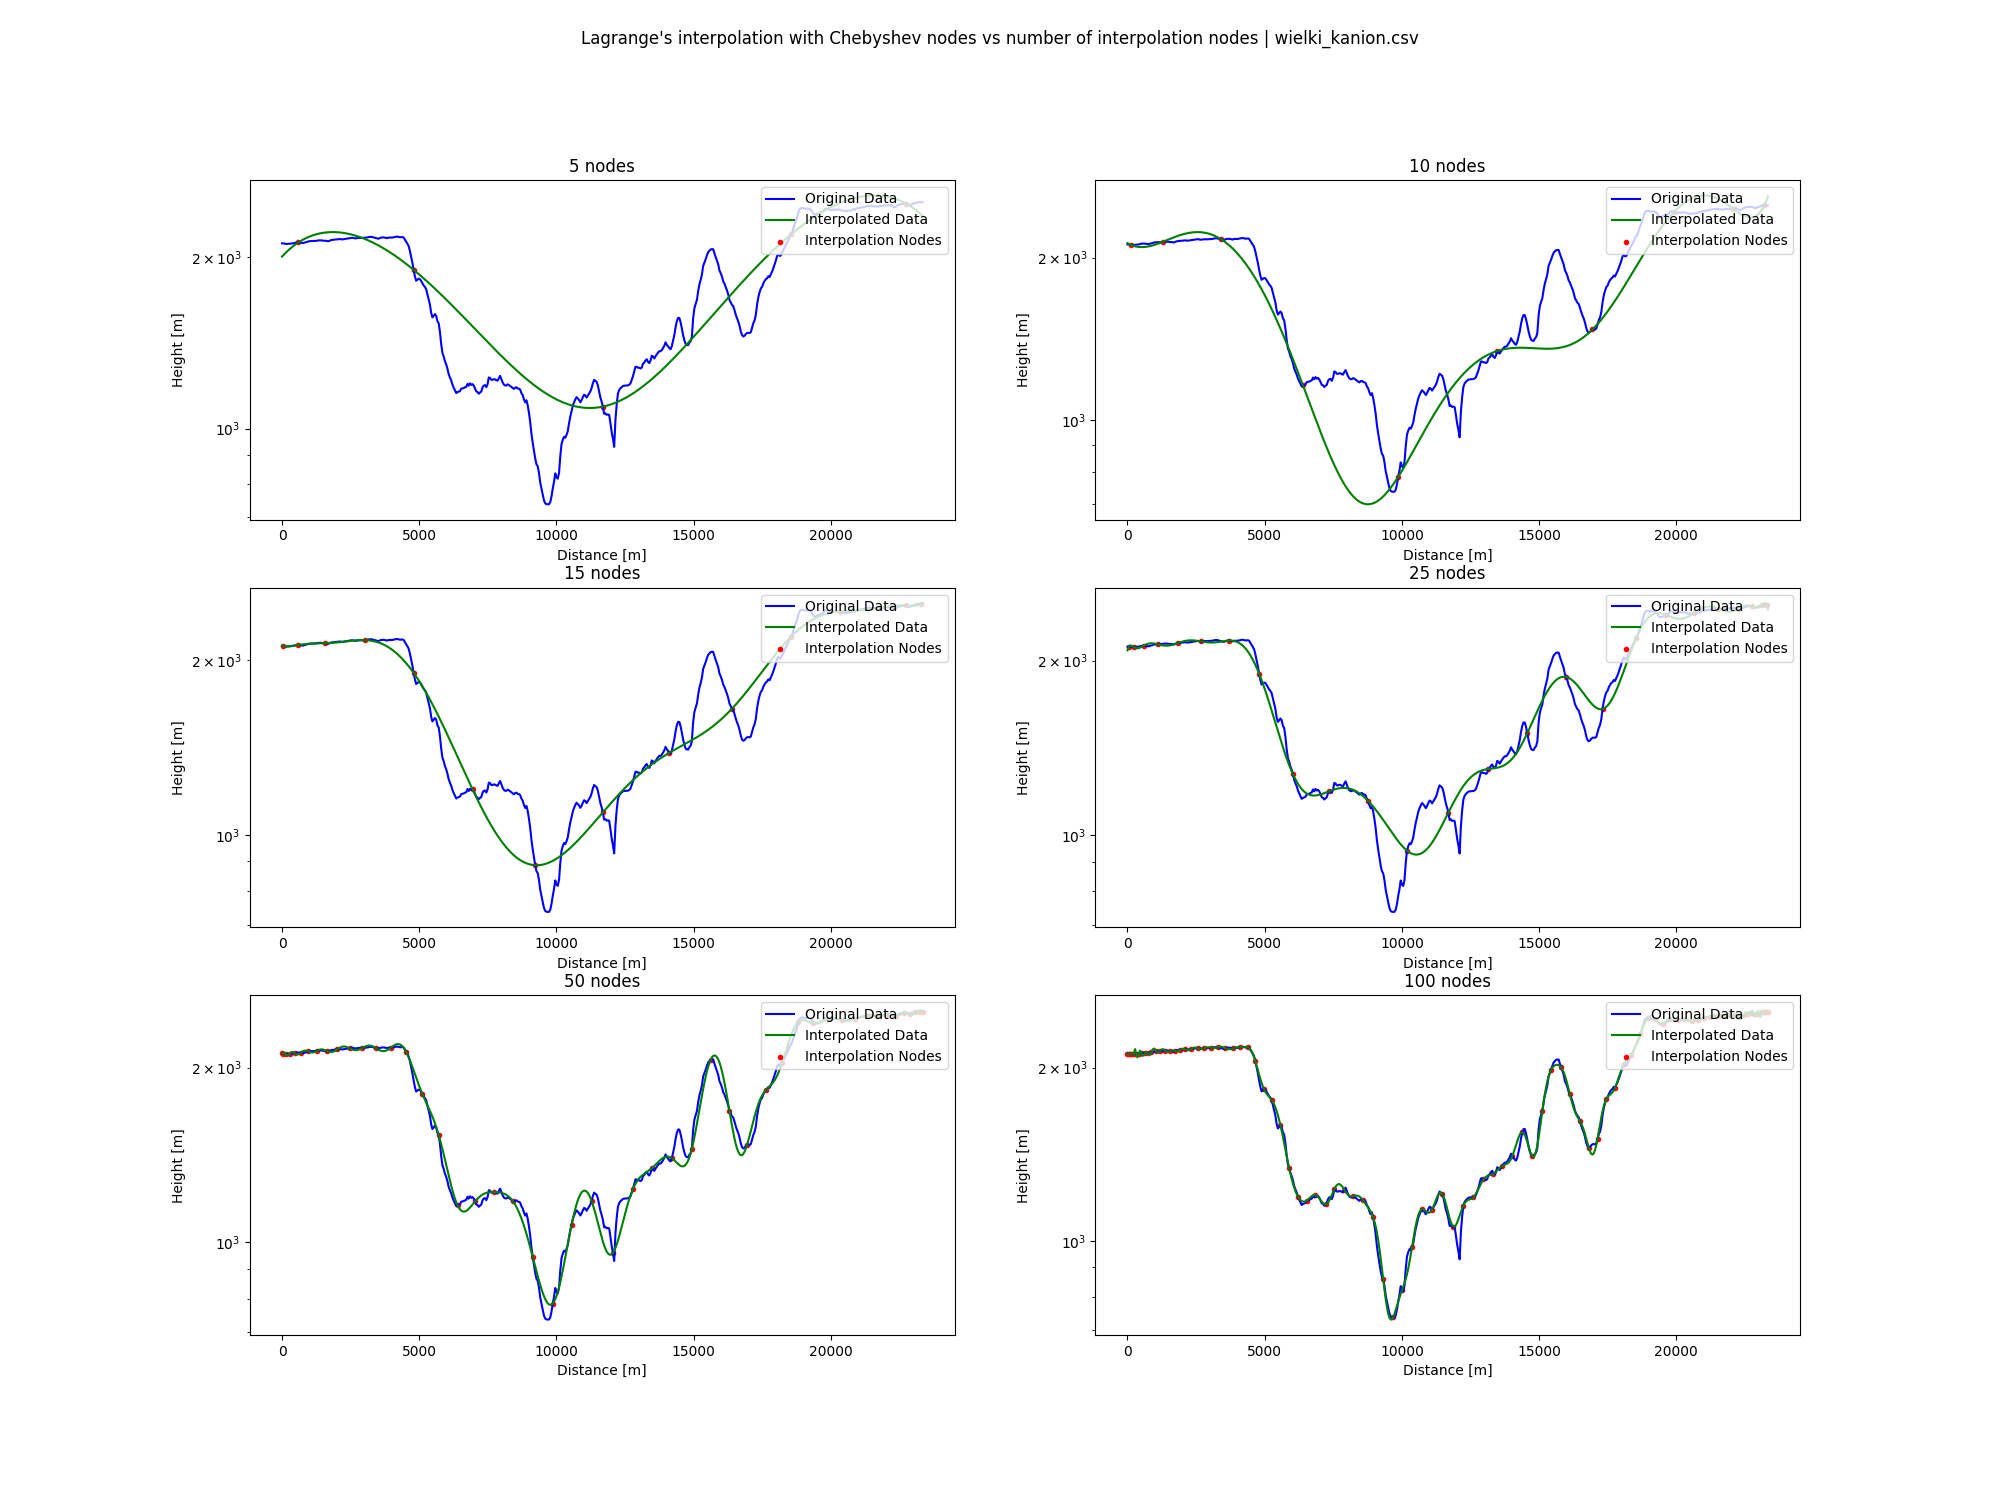 Lagrange's interpolation with Chebyshev nodes vs number of interpolation nodes | wielki_kanion.csv
5 nodes
Original Data
Interpolated Data
Interpolation Nodes
2 × 10³
10³
Height [m]
0 5000 10000 15000 20000
Distance [m]
10 nodes
Original Data
Interpolated Data
Interpolation Nodes
2 × 10³
10³
Height [m]
0 5000 10000 15000 20000
Distance [m]
15 nodes
Original Data
Interpolated Data
Interpolation Nodes
2 × 10³
10³
Height [m]
0 5000 10000 15000 20000
Distance [m]
25 nodes
Original Data
Interpolated Data
Interpolation Nodes
2 × 10³
10³
Height [m]
0 5000 10000 15000 20000
Distance [m]
50 nodes
Original Data
Interpolated Data
Interpolation Nodes
2 × 10³
10³
Height [m]
0 5000 10000 15000 20000
Distance [m]
100 nodes
Original Data
Interpolated Data
Interpolation Nodes
2 × 10³
10³
Height [m]
0 5000 10000 15000 20000
Distance [m]